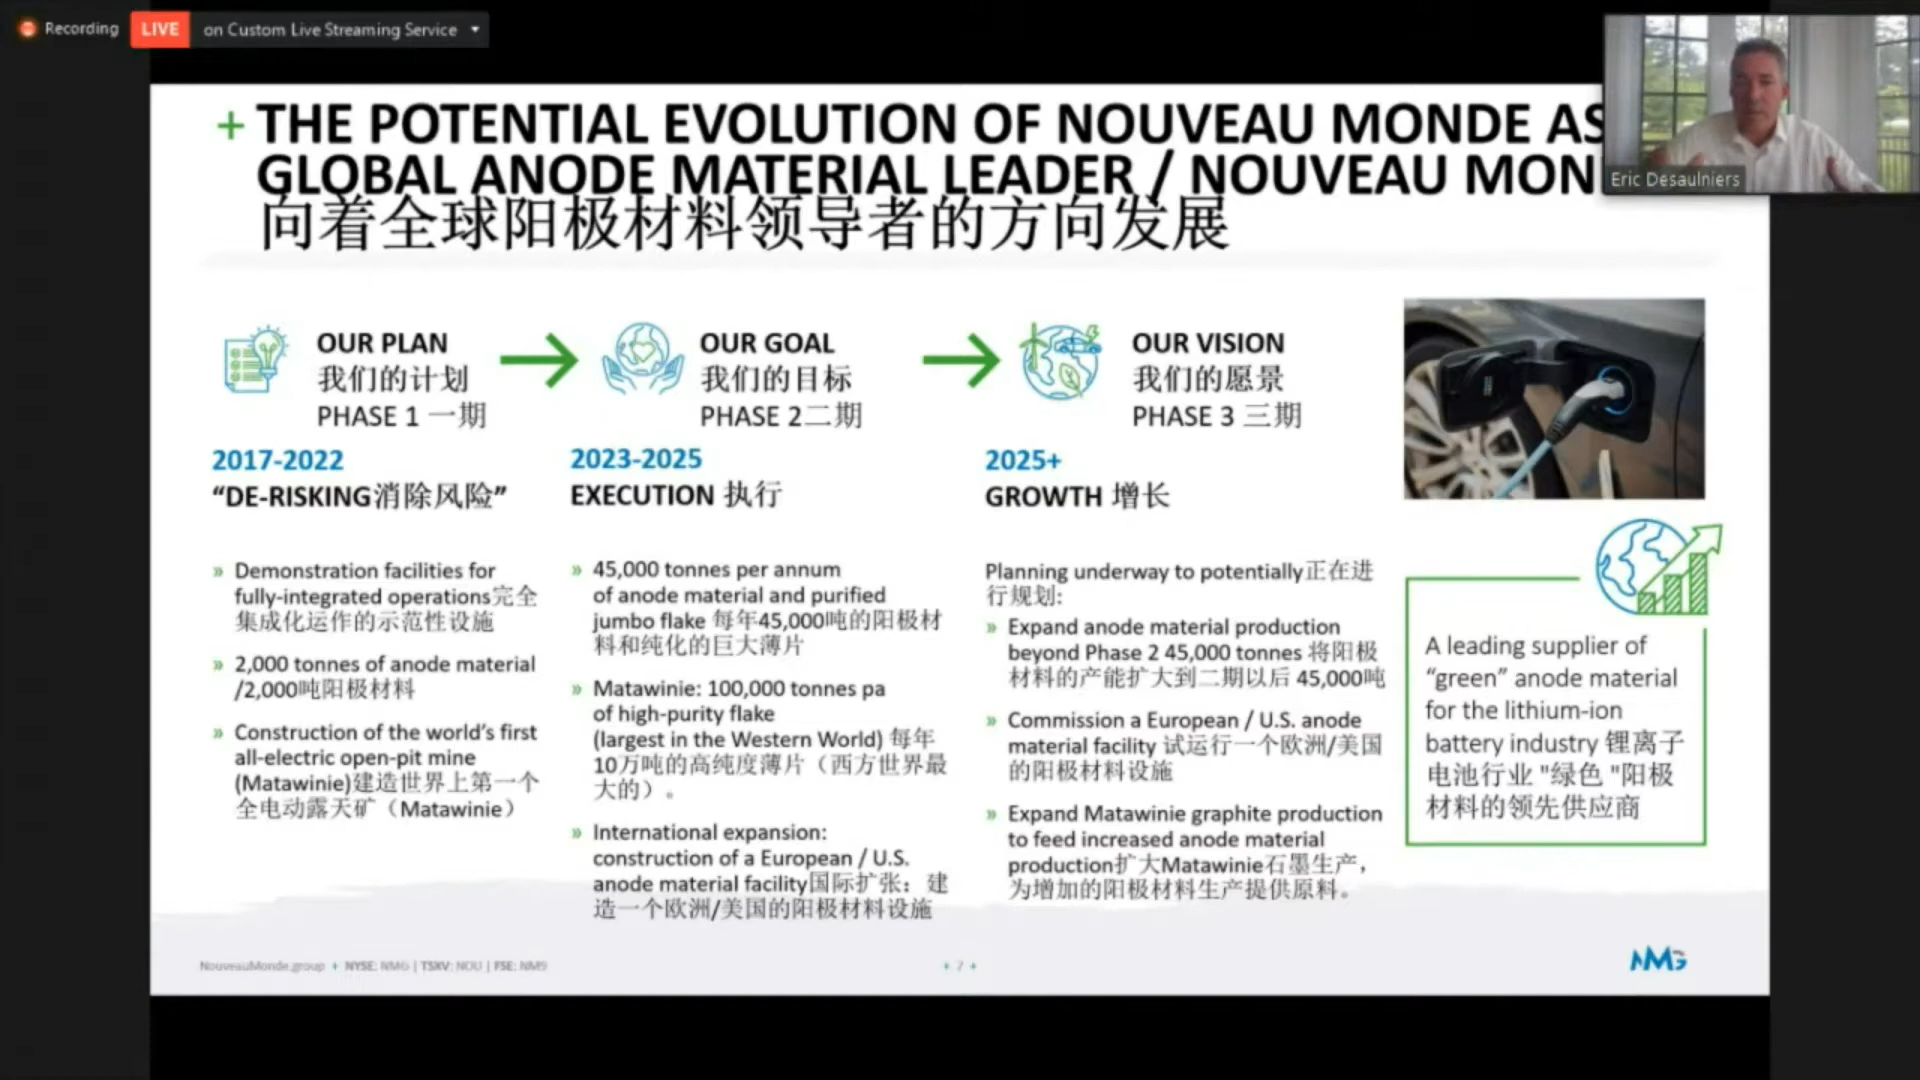 Recording
LIVE
on Custom Live Streaming Service
Eric Desaulniers
+ THE POTENTIAL EVOLUTION OF NOUVEAU MONDE AS
GLOBAL ANODE MATERIAL LEADER / NOUVEAU MON
向着全球阳极材料领导者的方向发展
OUR PLAN
我们的计划
PHASE 1 一期
2017-2022
“DE-RISKING消除风险”
» Demonstration facilities for
fully-integrated operations完全
集成化运作的示范性设施
» 2,000 tonnes of anode material
/2,000吨阳极材料
» Construction of the world's first
all-electric open-pit mine
(Matawinie)建造世界上第一个
全电动露天矿（Matawinie）
OUR GOAL
我们的目标
PHASE 2二期
2023-2025
EXECUTION 执行
» 45,000 tonnes per annum
of anode material and purified
jumbo flake 每年45,000吨的阳极材
料和纯化的巨大薄片
» Matawinie: 100,000 tonnes pa
of high-purity flake
(largest in the Western World) 每年
10万吨的高纯度薄片（西方世界最
大的）。
» International expansion:
construction of a European / U.S.
anode material facility国际扩张：建
造一个欧洲/美国的阳极材料设施
OUR VISION
我们的愿景
PHASE 3 三期
2025+
GROWTH 增长
Planning underway to potentially正在进
行规划:
» Expand anode material production
beyond Phase 2 45,000 tonnes 将阳极
材料的产能扩大到二期以后 45,000吨
» Commission a European / U.S. anode
material facility 试运行一个欧洲/美国
的阳极材料设施
» Expand Matawinie graphite production
to feed increased anode material
production扩大Matawinie石墨生产，
为增加的阳极材料生产提供原料。
A leading supplier of
“green” anode material
for the lithium-ion
battery industry 锂离子
电池行业 "绿色 "阳极
材料的领先供应商
NouveauMonde.group + NYSE: NMG | TSXV: NOU | FSE: NM9
+ 7 +
NMG